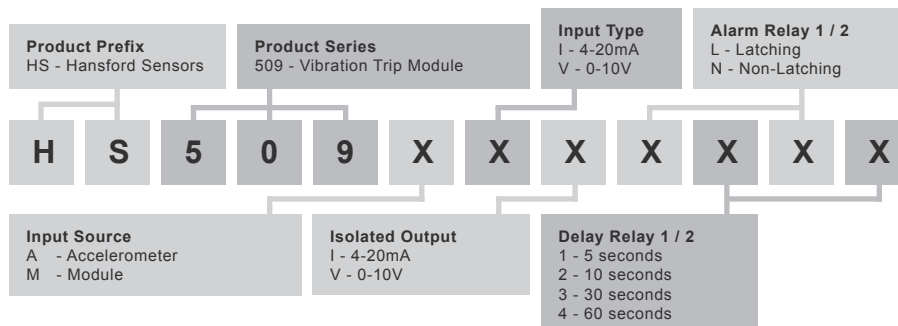 Product Prefix
HS - Hansford Sensors
Product Series
509 - Vibration Trip Module
Input Type
I - 4-20mA
V - 0-10V
Alarm Relay 1 / 2
L - Latching
N - Non-Latching
H S 5 0 9 X X X X X X X
Input Source
A - Accelerometer
M - Module
Isolated Output
I - 4-20mA
V - 0-10V
Delay Relay 1 / 2
1 - 5 seconds
2 - 10 seconds
3 - 30 seconds
4 - 60 seconds